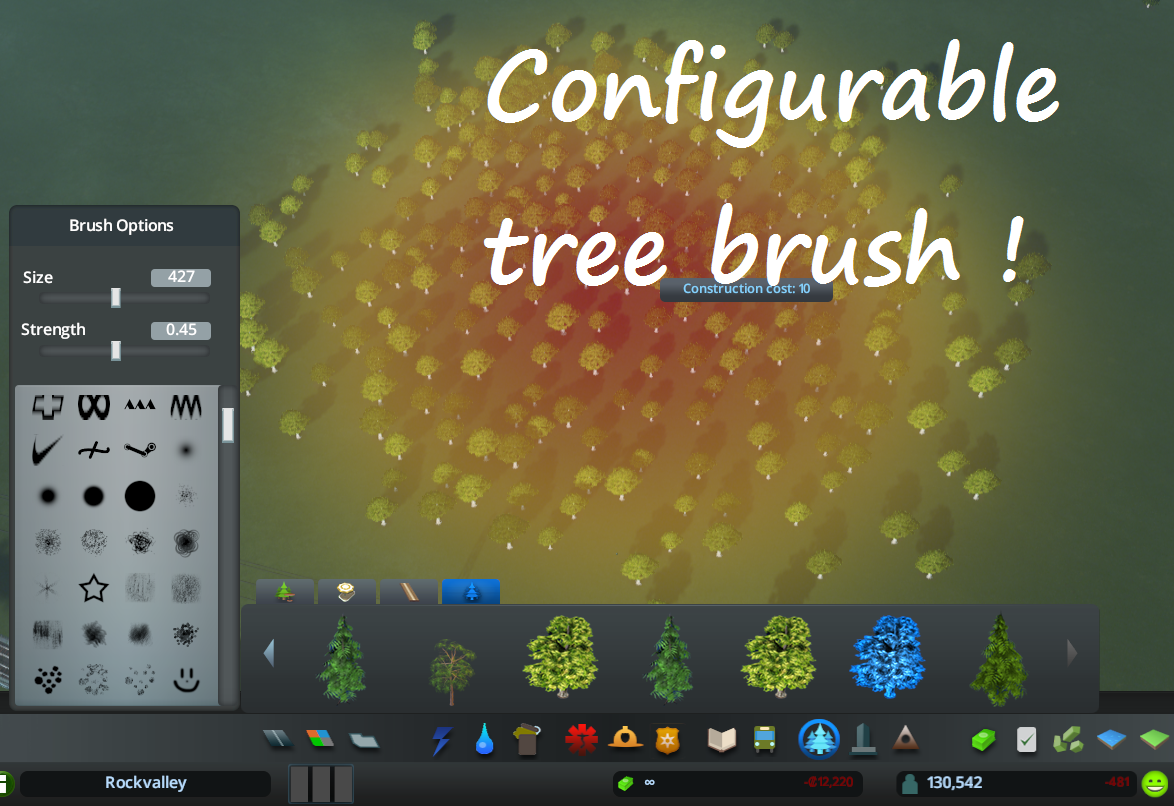 Configurable
tree brush !
Construction cost: 10
Brush Options
Size 427
Strength 0.45
Rockvalley
∞ -₡12,220
130,542 -481